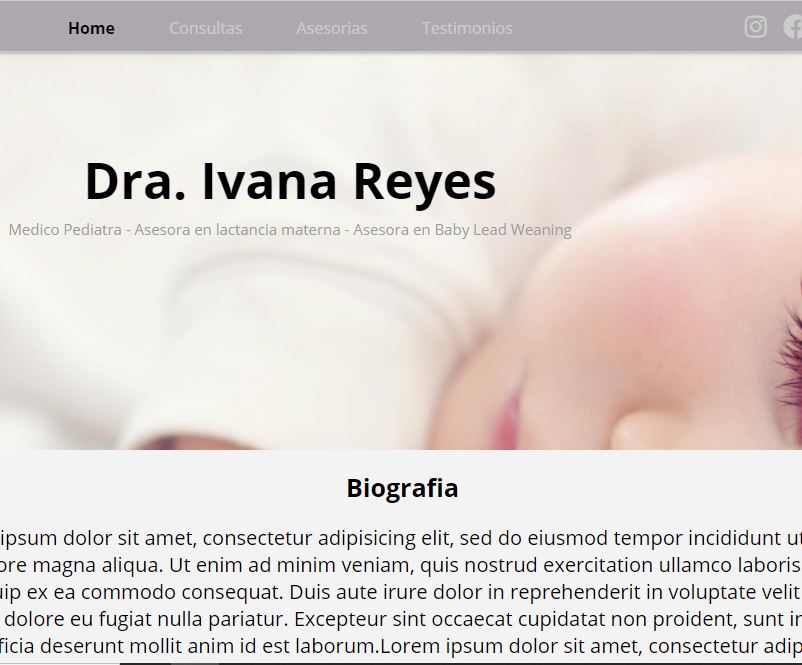 Home Consultas Asesorias Testimonios
Dra. Ivana Reyes
Medico Pediatra - Asesora en lactancia materna - Asesora en Baby Lead Weaning
Biografia
ipsum dolor sit amet, consectetur adipisicing elit, sed do eiusmod tempor incididunt ut
ore magna aliqua. Ut enim ad minim veniam, quis nostrud exercitation ullamco laboris
uip ex ea commodo consequat. Duis aute irure dolor in reprehenderit in voluptate velit
dolore eu fugiat nulla pariatur. Excepteur sint occaecat cupidatat non proident, sunt in
ficia deserunt mollit anim id est laborum.Lorem ipsum dolor sit amet, consectetur adip